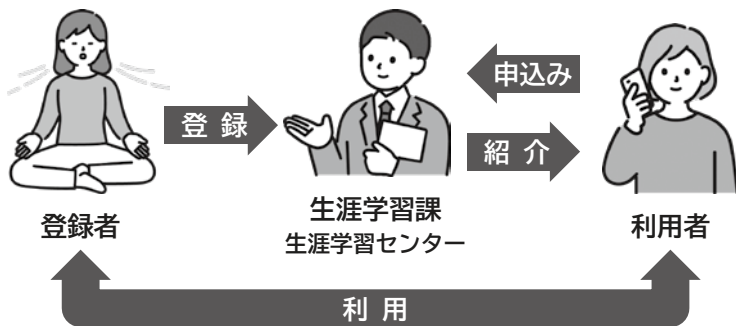 登録
申込み
紹介
登録者
生涯学習課
生涯学習センター
利用者
利用